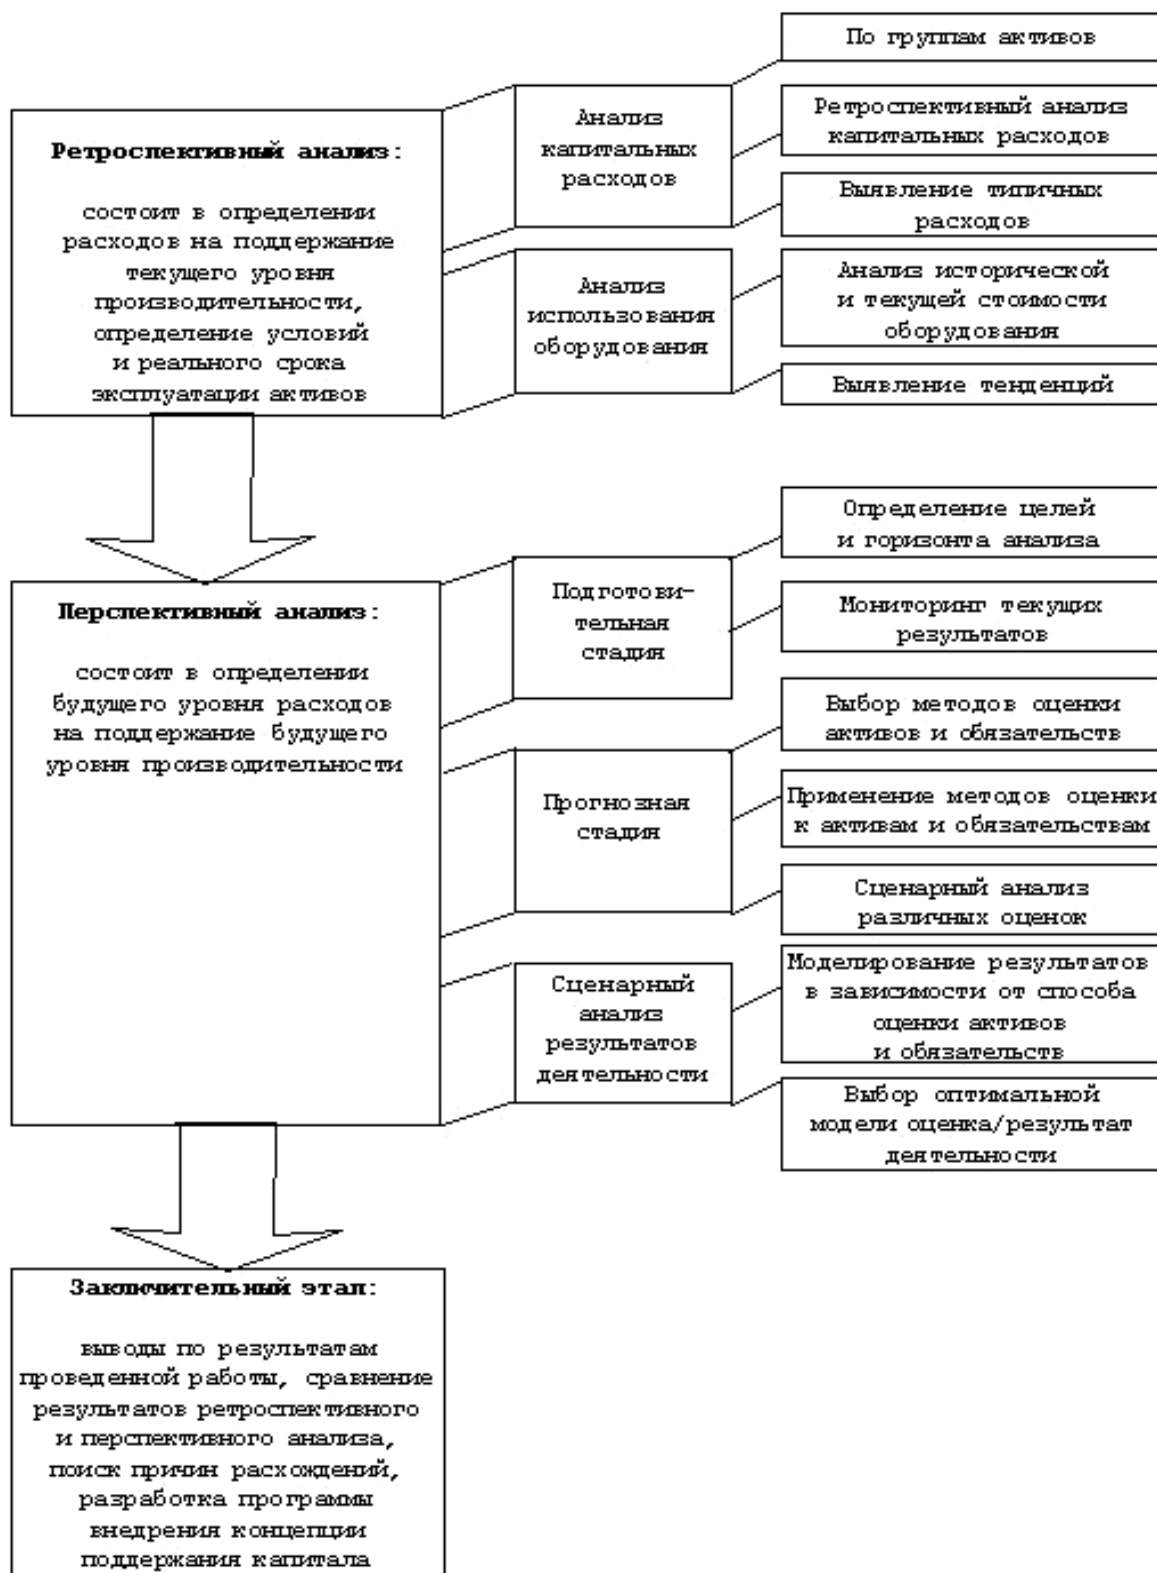 По группам активов
Ретроспективный анализ
капитальных расходов
Выявление типичных
расходов
Анализ исторической
и текущей стоимости
оборудования
Выявление тенденций
Анализ
капитальных
расходов
Анализ
использования
оборудования
Ретроспективный анализ:
состоит в определении
расходов на поддержание
текущего уровня
производительности,
определение условий
и реального срока
эксплуатации активов
Определение целей
и горизонта анализа
Мониторинг текущих
результатов
Выбор методов оценки
активов и обязательств
Применение методов оценки
к активам и обязательствам
Сценарный анализ
различных оценок
Моделирование результатов
в зависимости от способа
оценки активов
и обязательств
Выбор оптимальной
модели оценка/результат
деятельности
Подготови-
тельная
стадия
Прогнозная
стадия
Сценарный
анализ
результатов
деятельности
Перспективный анализ:
состоит в определении
будущего уровня расходов
на поддержание будущего
уровня производительности
Заключительный этап:
выводы по результатам
проведенной работы, сравнение
результатов ретроспективного
и перспективного анализа,
поиск причин расхождений,
разработка программы
внедрения концепции
поддержания капитала